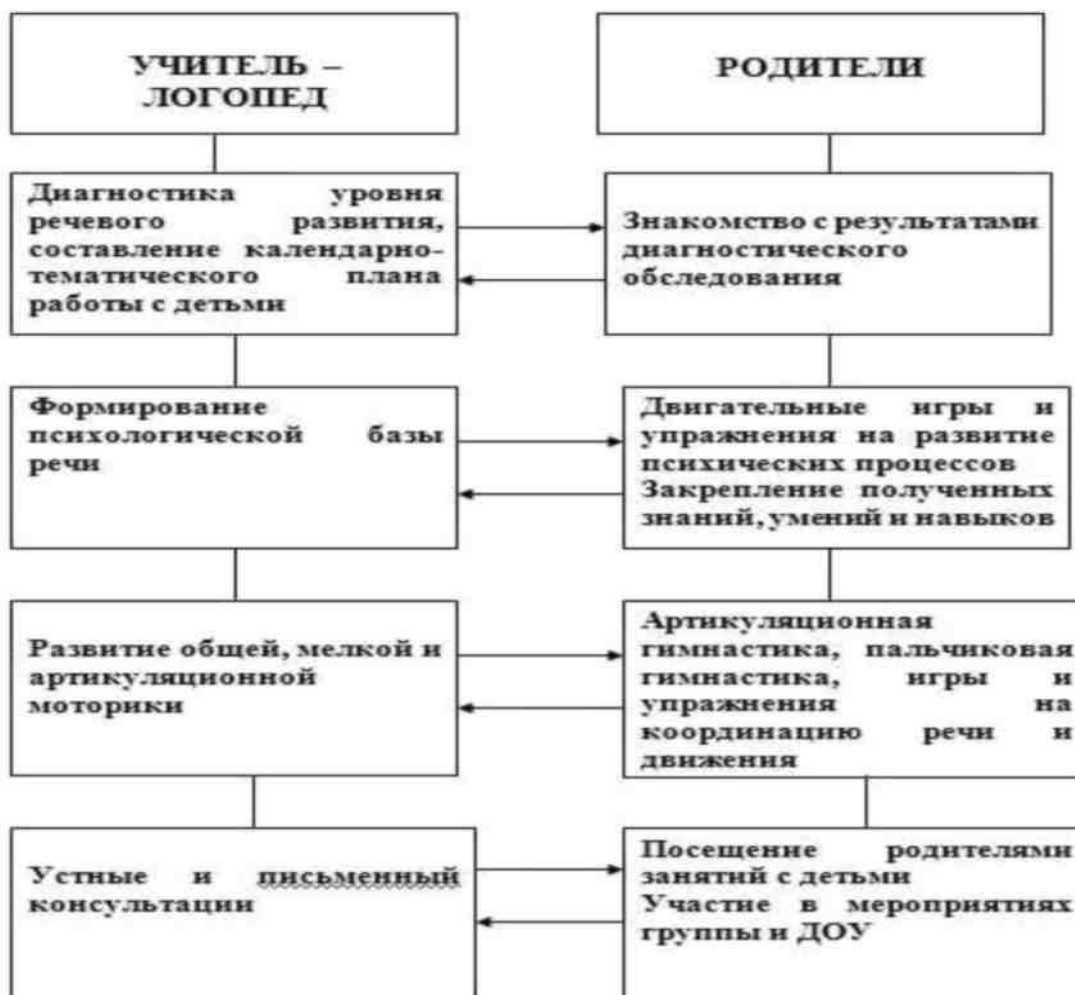 УЧИТЕЛЬ –
ЛОГОПЕД
РОДИТЕЛИ
Диагностика уровня
речевого развития,
составление календарно-
тематического плана
работы с детьми
Знакомство с результатами
диагностического
обследования
Формирование
психологической базы
речи
Двигательные игры и
упражнения на развитие
психических процессов
Закрепление полученных
знаний, умений и навыков
Развитие общей, мелкой и
артикуляционной
моторики
Артикуляционная
гимнастика, пальчиковая
гимнастика, игры и
упражнения на
координацию речи и
движения
Устные и письменный
консультации
Посещение родителями
занятий с детьми
Участие в мероприятиях
группы и ДОУ